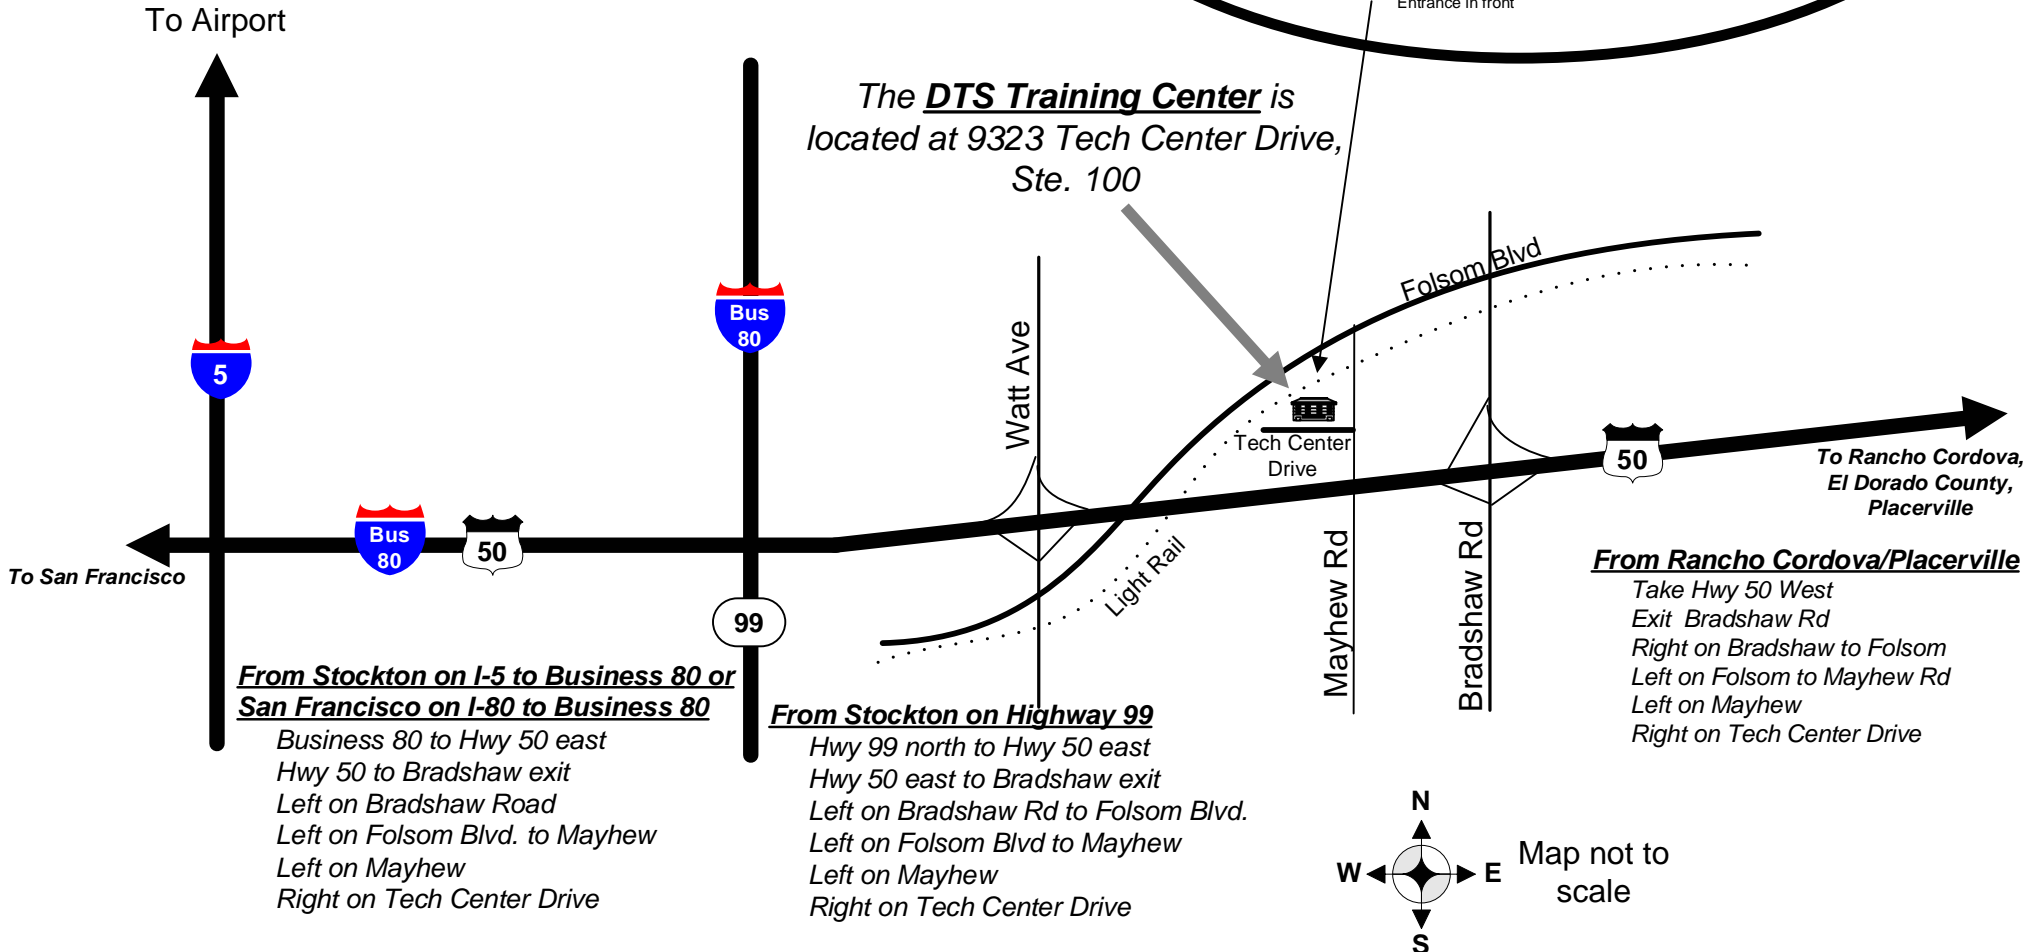 Entrance in front
To Airport
The DTS Training Center is
located at 9323 Tech Center Drive,
Ste. 100
Bus
80
5
Folsom Blvd
Watt Ave
Tech Center
Drive
50
To Rancho Cordova,
El Dorado County,
Placerville
Bus
80
50
To San Francisco
Light Rail
Mayhew Rd
Bradshaw Rd
99
From Rancho Cordova/Placerville
Take Hwy 50 West
Exit Bradshaw Rd
Right on Bradshaw to Folsom
Left on Folsom to Mayhew Rd
Left on Mayhew
Right on Tech Center Drive
From Stockton on I-5 to Business 80 or
San Francisco on I-80 to Business 80
Business 80 to Hwy 50 east
Hwy 50 to Bradshaw exit
Left on Bradshaw Road
Left on Folsom Blvd. to Mayhew
Left on Mayhew
Right on Tech Center Drive
From Stockton on Highway 99
Hwy 99 north to Hwy 50 east
Hwy 50 east to Bradshaw exit
Left on Bradshaw Rd to Folsom Blvd.
Left on Folsom Blvd to Mayhew
Left on Mayhew
Right on Tech Center Drive
N
W
E
S
Map not to
scale